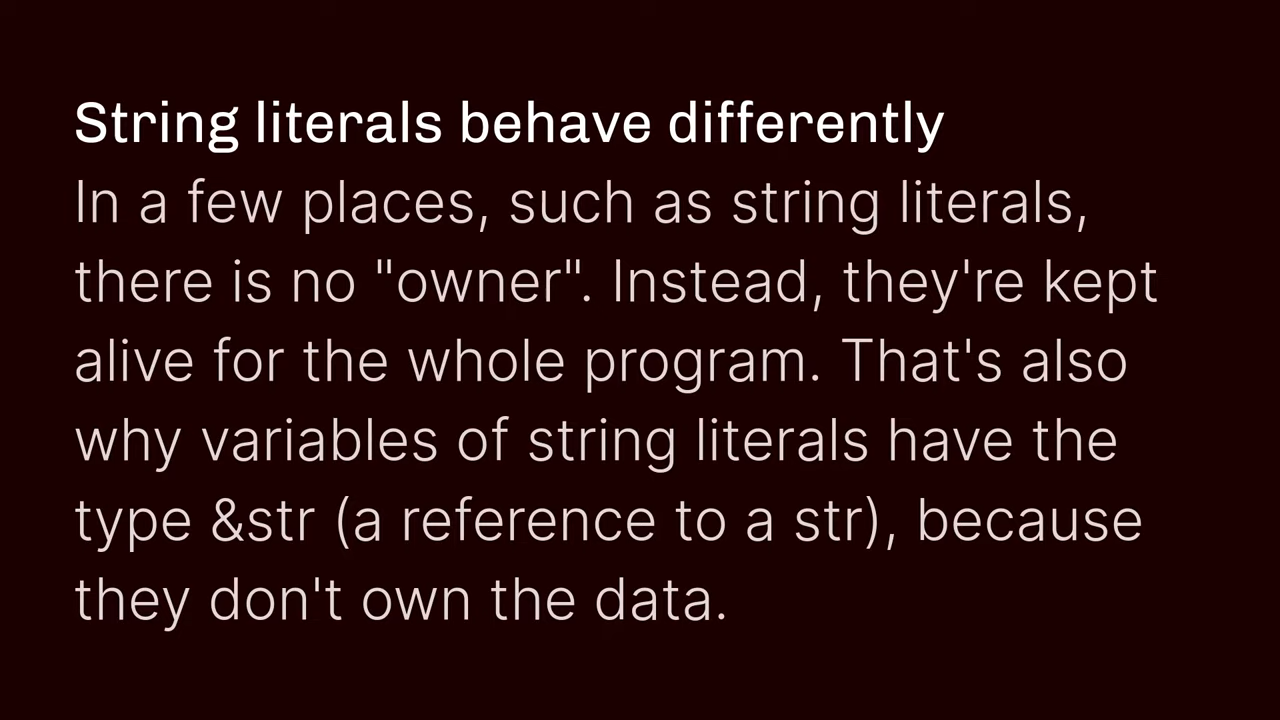 String literals behave differently
In a few places, such as string literals,
there is no "owner". Instead, they're kept
alive for the whole program. That's also
why variables of string literals have the
type &str (a reference to a str), because
they don't own the data.